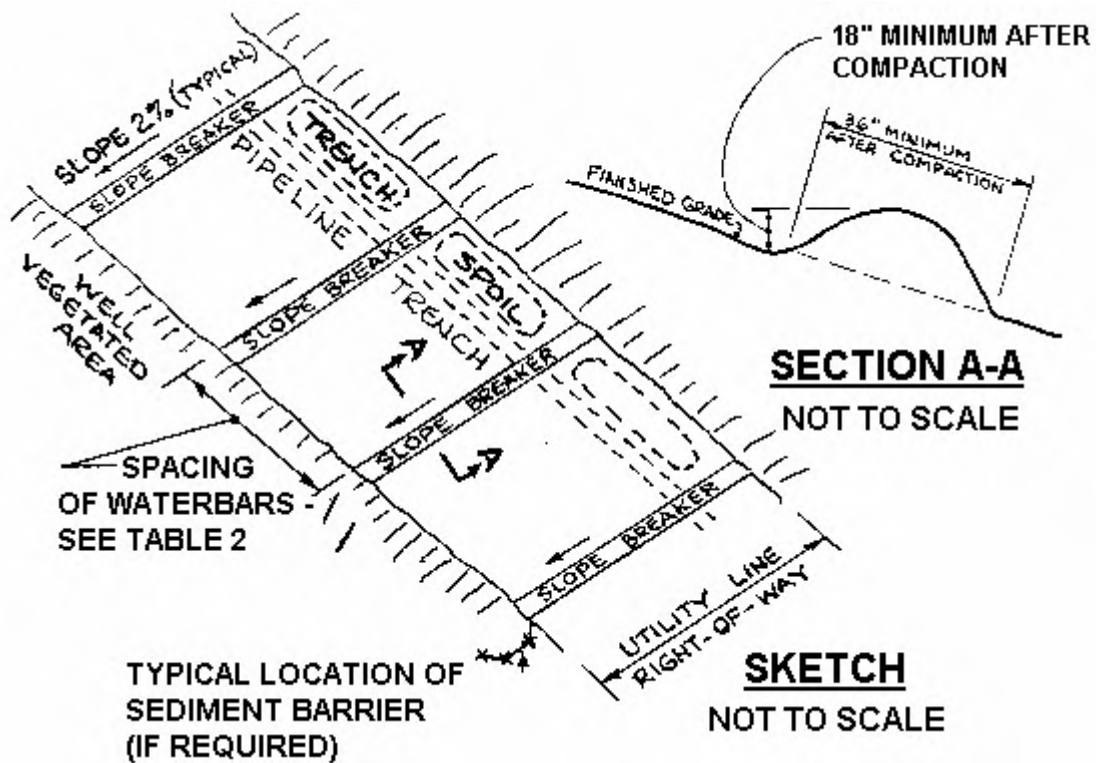 18" MINIMUM AFTER
COMPACTION
36" MINIMUM
AFTER COMPACTION
FINISHED GRADE
SECTION A-A
NOT TO SCALE
SLOPE 2% (TYPICAL)
SLOPE BREAKER
TRENCH
PIPELINE
SLOPE BREAKER
SPOIL
TRENCH
SLOPE BREAKER
SLOPE BREAKER
A
A
WELL
VEGETATED
AREA
SPACING
OF WATERBARS -
SEE TABLE 2
UTILITY LINE
RIGHT-OF-WAY
TYPICAL LOCATION OF
SEDIMENT BARRIER
(IF REQUIRED)
SKETCH
NOT TO SCALE